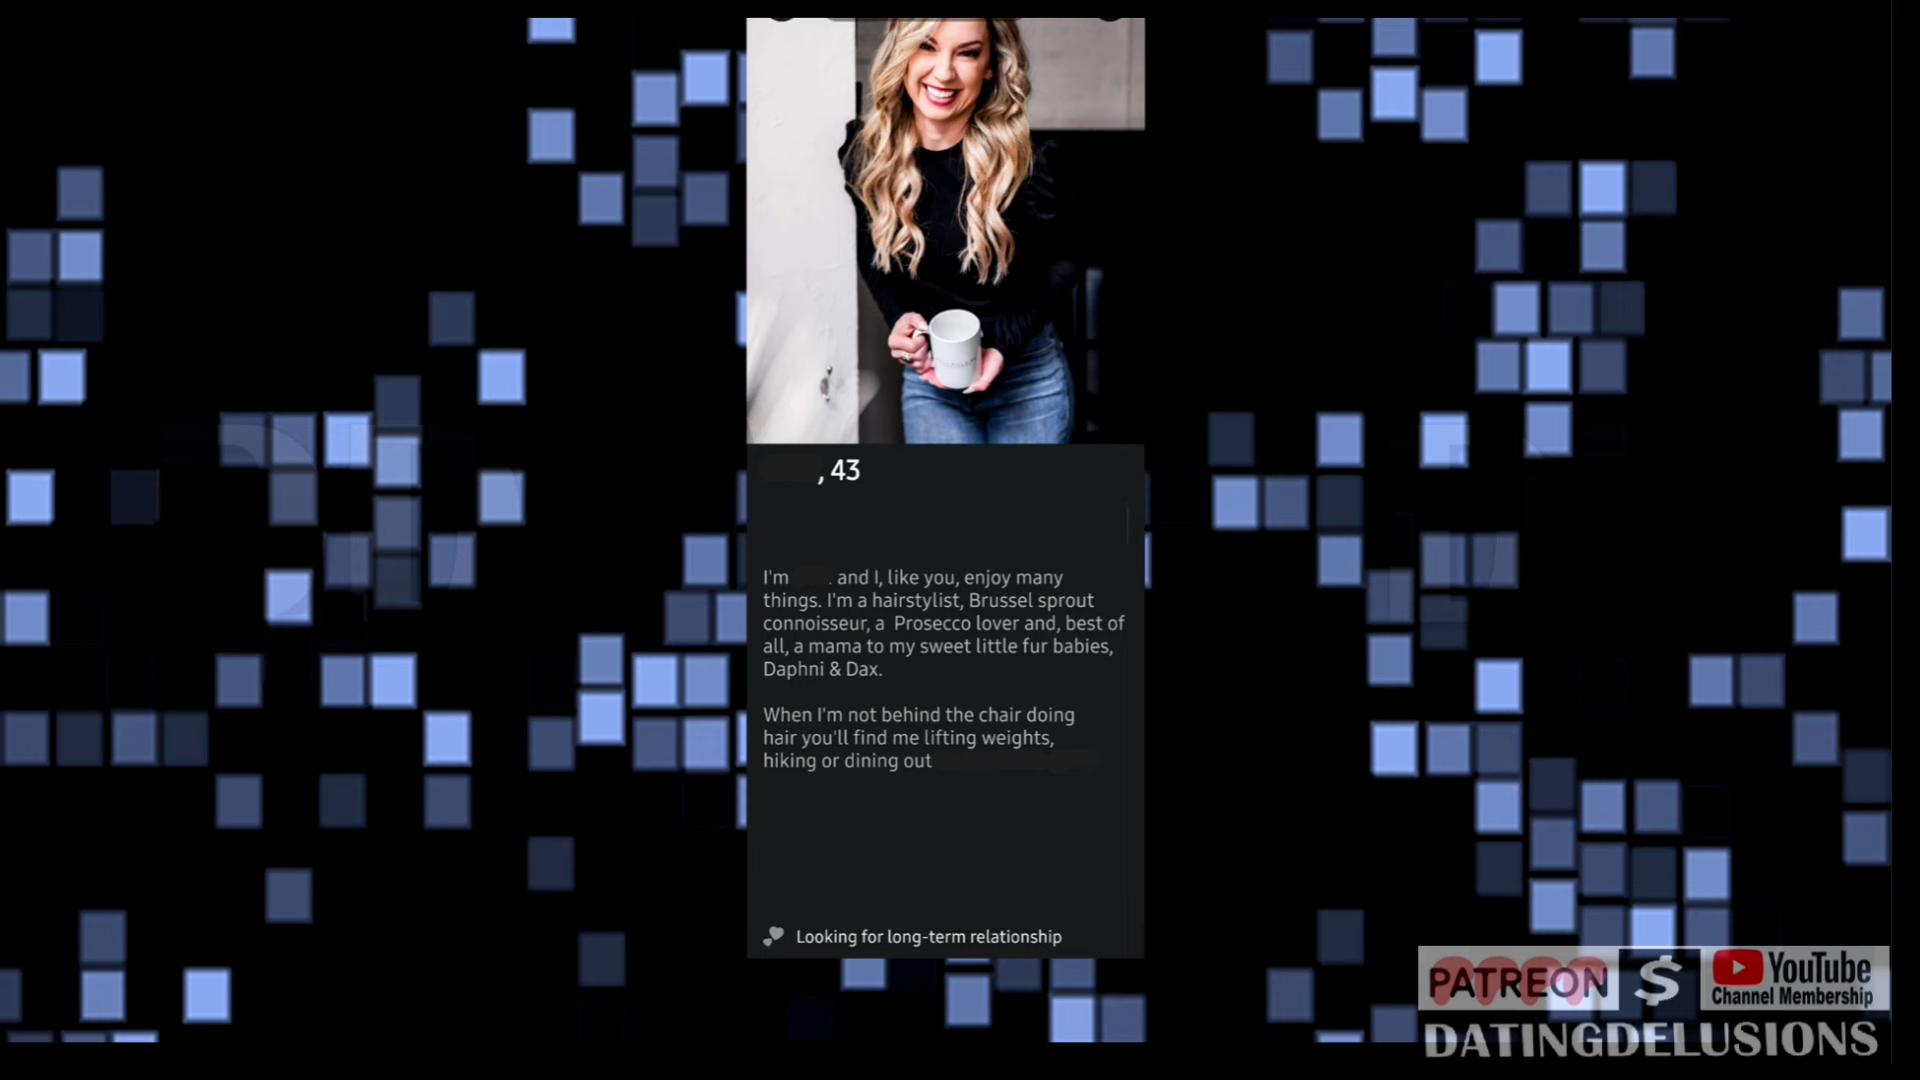 , 43
I'm and I, like you, enjoy many
things. I'm a hairstylist, Brussel sprout
connoisseur, a Prosecco lover and, best of
all, a mama to my sweet little fur babies,
Daphni & Dax.
When I'm not behind the chair doing
hair you'll find me lifting weights,
hiking or dining out
Looking for long-term relationship
PATREON $ YouTube
Channel Membership
DATINGDELUSIONS